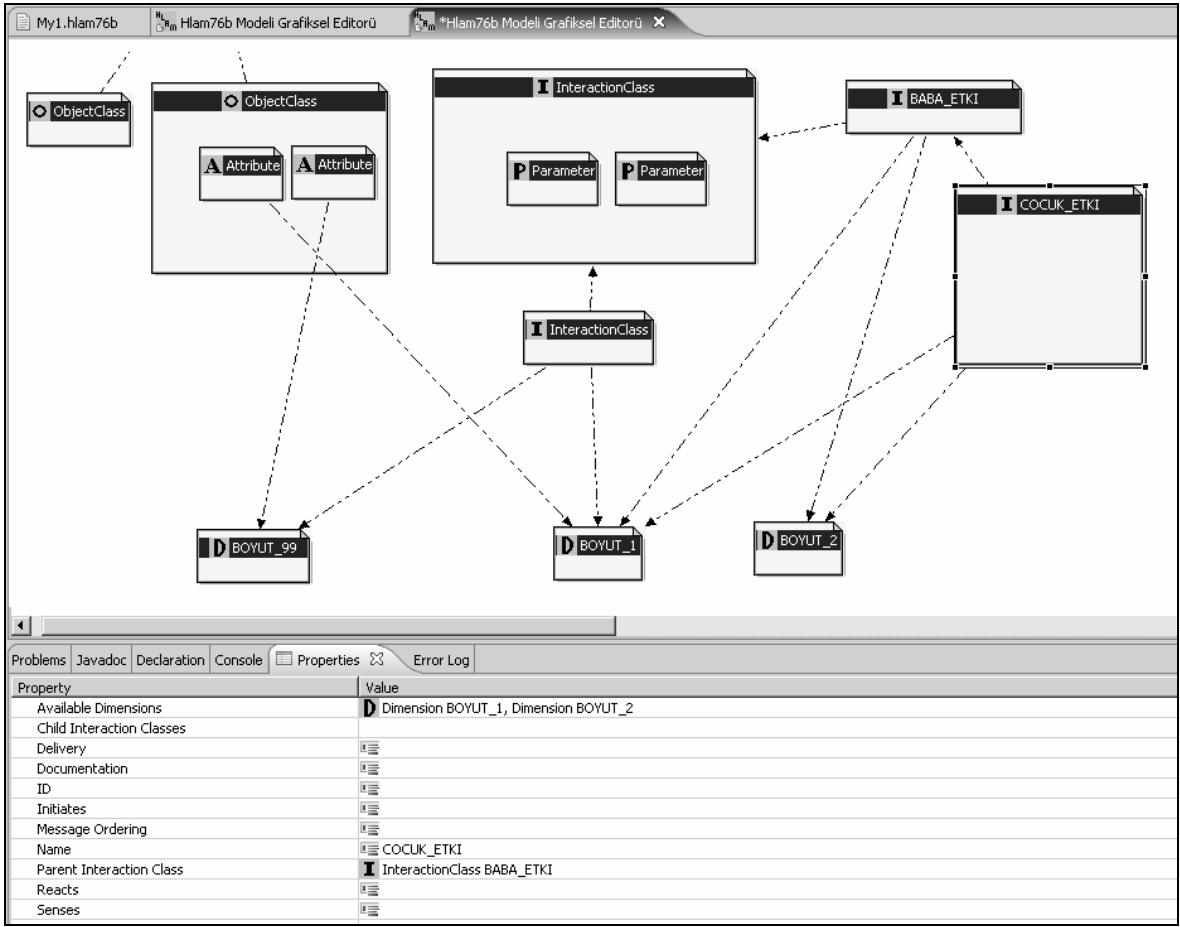 My1.hlam76b
Hlam76b Modeli Grafiksel Editorü
*Hlam76b Modeli Grafiksel Editorü
ObjectClass
ObjectClass
A Attribute
A Attribute
I InteractionClass
P Parameter
P Parameter
I BABA_ETKI
I COCUK_ETKI
I InteractionClass
D BOYUT_99
D BOYUT_1
D BOYUT_2
Problems Javadoc Declaration Console Properties Error Log
Property Value
Available Dimensions D Dimension BOYUT_1, Dimension BOYUT_2
Child Interaction Classes
Delivery
Documentation
ID
Initiates
Message Ordering
Name COCUK_ETKI
Parent Interaction Class I InteractionClass BABA_ETKI
Reacts
Senses